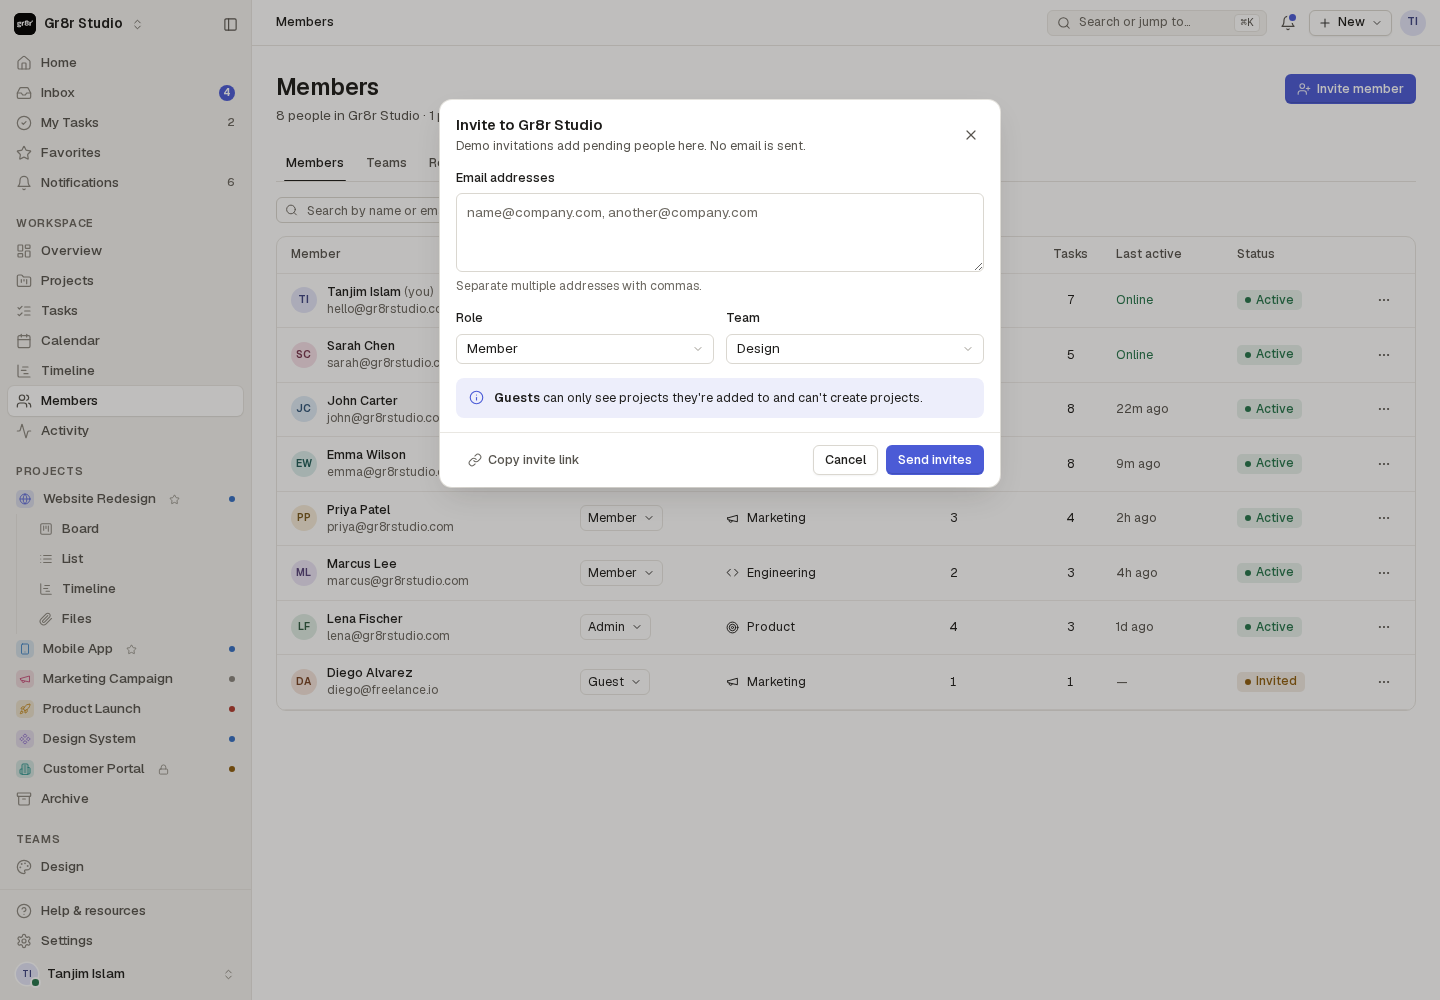 gr8r
Gr8r Studio
Home
Inbox
4
My Tasks
2
Favorites
Notifications
6
WORKSPACE
Overview
Projects
Tasks
Calendar
Timeline
Members
Activity
PROJECTS
Website Redesign
Board
List
Timeline
Files
Mobile App
Marketing Campaign
Product Launch
Design System
Customer Portal
Archive
TEAMS
Design
Help & resources
Settings
TI
Tanjim Islam
Members
Search or jump to…
⌘K
New
TI
Members
8 people in Gr8r Studio · 1
Invite member
Members
Teams
Search by name or em
Member
Tasks
Last active
Status
TI
Tanjim Islam (you)
hello@gr8rstudio.co
7
Online
Active
SC
Sarah Chen
sarah@gr8rstudio.c
5
Online
Active
JC
John Carter
john@gr8rstudio.co
8
22m ago
Active
EW
Emma Wilson
emma@gr8rstudio.c
8
9m ago
Active
PP
Priya Patel
priya@gr8rstudio.com
Member
Marketing
3
4
2h ago
Active
ML
Marcus Lee
marcus@gr8rstudio.com
Member
Engineering
2
3
4h ago
Active
LF
Lena Fischer
lena@gr8rstudio.com
Admin
Product
4
3
1d ago
Active
DA
Diego Alvarez
diego@freelance.io
Guest
Marketing
1
1
—
Invited
Invite to Gr8r Studio
Demo invitations add pending people here. No email is sent.
Email addresses
name@company.com, another@company.com
Separate multiple addresses with commas.
Role
Team
Member
Design
Guests can only see projects they're added to and can't create projects.
Copy invite link
Cancel
Send invites